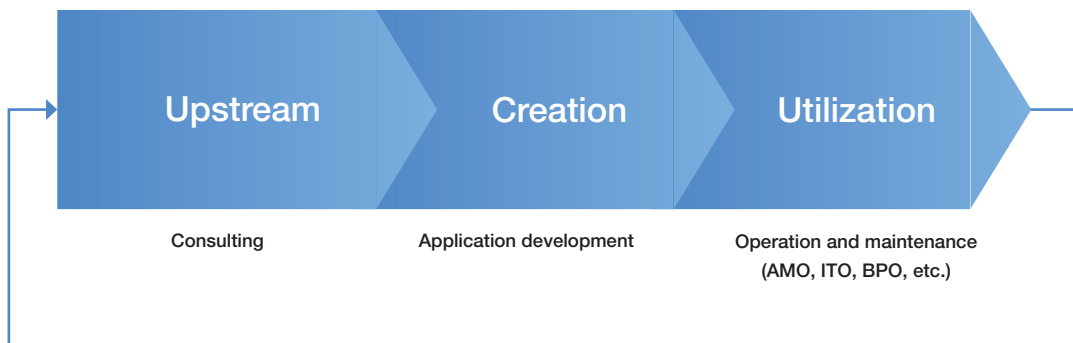 Upstream
Creation
Utilization
Consulting
Application development
Operation and maintenance
(AMO, ITO, BPO, etc.)